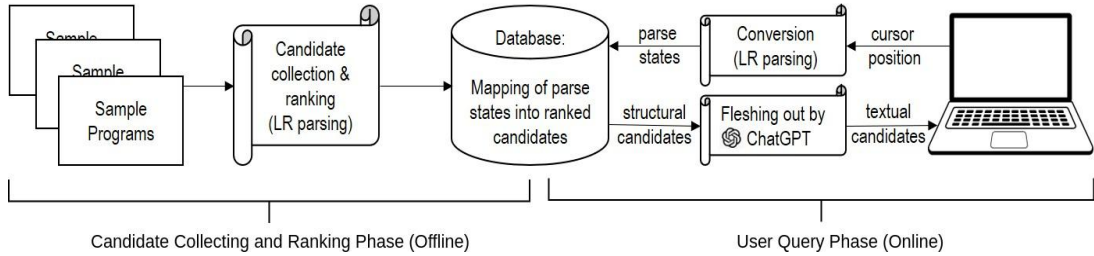 Sample
Sample
Sample
Programs
Candidate
collection &
ranking
(LR parsing)
Database:
Mapping of parse
states into ranked
candidates
parse
states
Conversion
(LR parsing)
cursor
position
structural
candidates
Fleshing out by
ChatGPT
textual
candidates
Candidate Collecting and Ranking Phase (Offline)
User Query Phase (Online)